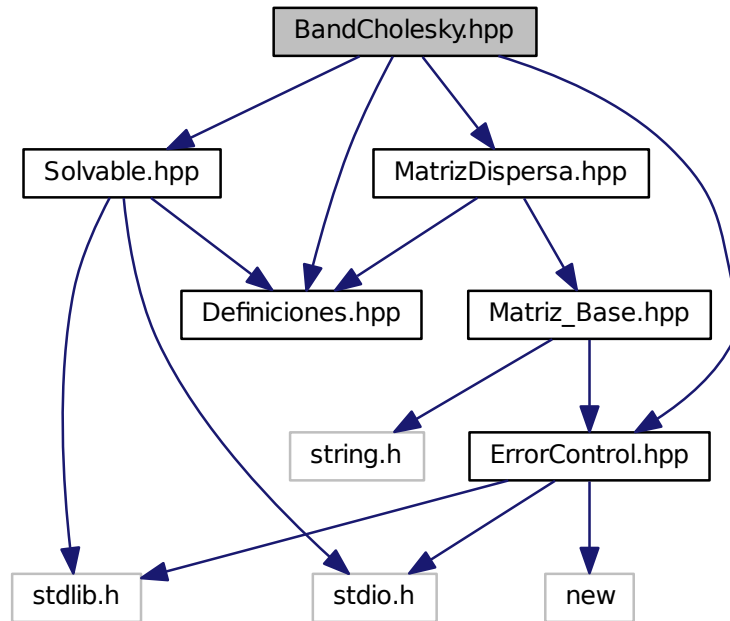 BandCholesky.hpp
Solvable.hpp
MatrizDispersa.hpp
Definiciones.hpp
Matriz_Base.hpp
string.h
ErrorControl.hpp
stdlib.h
stdio.h
new